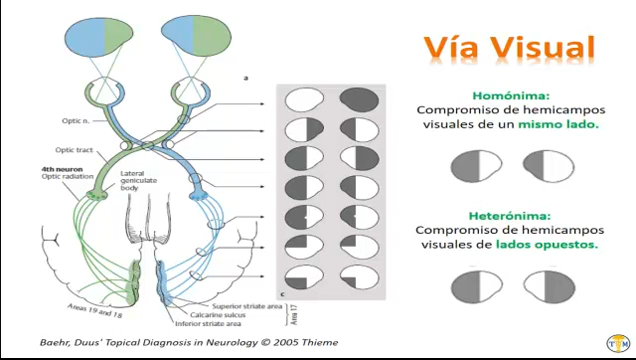 Vía Visual
a
Optic n.
Optic tract
4th neuron
Optic radiation
Lateral
geniculate
body
Areas 19 and 18
Superior striate area
Calcarine sulcus
Inferior striate area
Area 17
c
Homónima:
Compromiso de hemicampos
visuales de un mismo lado.
Heterónima:
Compromiso de hemicampos
visuales de lados opuestos.
Baehr, Duus' Topical Diagnosis in Neurology © 2005 Thieme